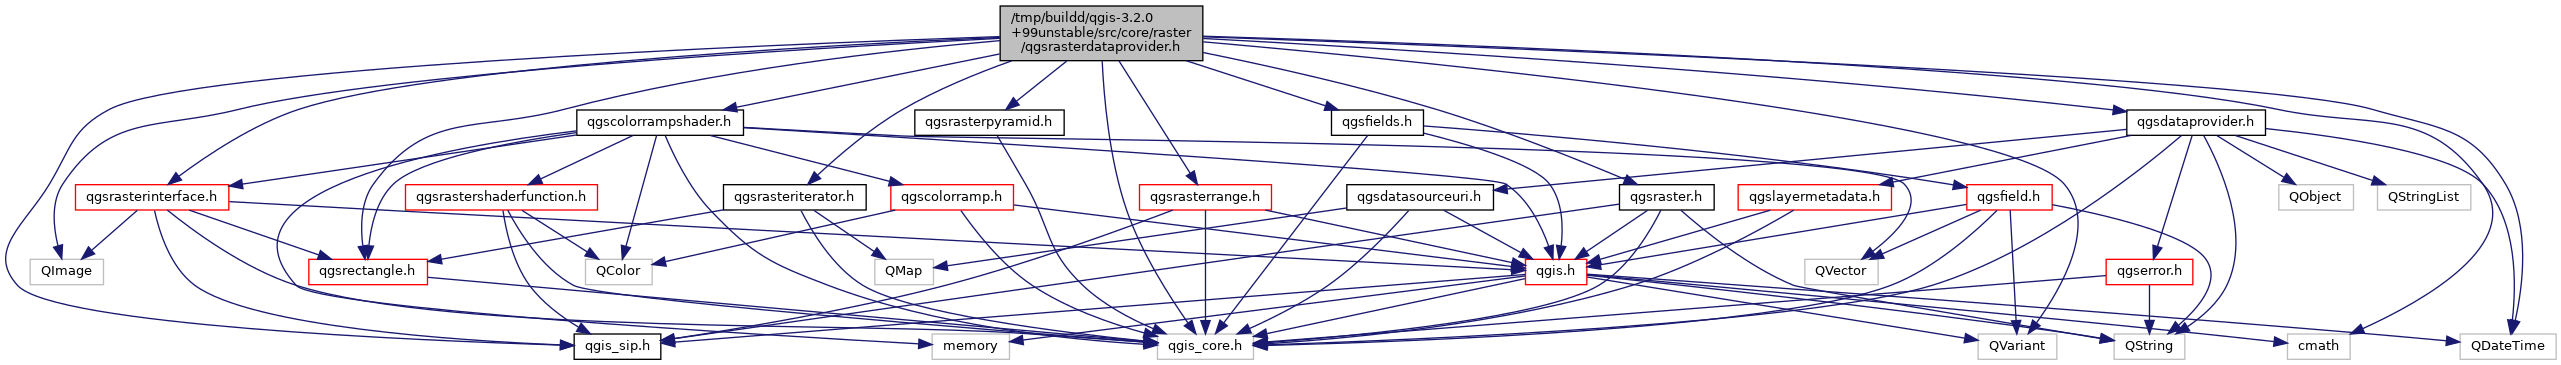 /tmp/buildd/qgis-3.2.0
+99unstable/src/core/raster
/qgsrasterdataprovider.h
qgscolorrampshader.h
qgsrasterpyramid.h
qgsfields.h
qgsdataprovider.h
qgsrasterinterface.h
qgsrastershaderfunction.h
qgsrasteriterator.h
qgscolorramp.h
qgsrasterrange.h
qgsdatasourceuri.h
qgsraster.h
qgslayermetadata.h
qgsfield.h
QObject
QStringList
QImage
qgsrectangle.h
QColor
QMap
qgis.h
QVector
qgserror.h
qgis_sip.h
memory
qgis_core.h
QVariant
QString
cmath
QDateTime